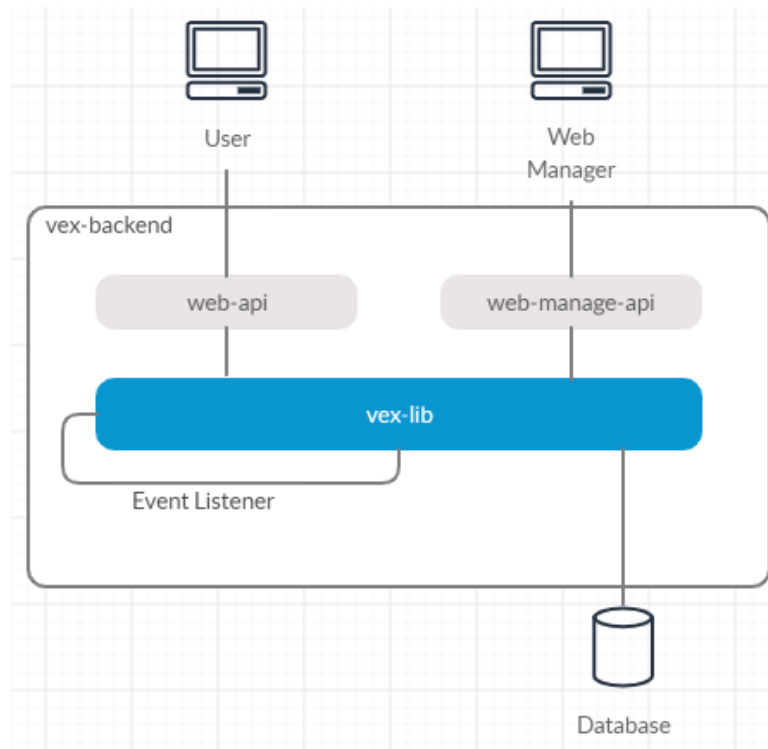 User
Web
Manager
vex-backend
web-api
web-manage-api
vex-lib
Event Listener
Database